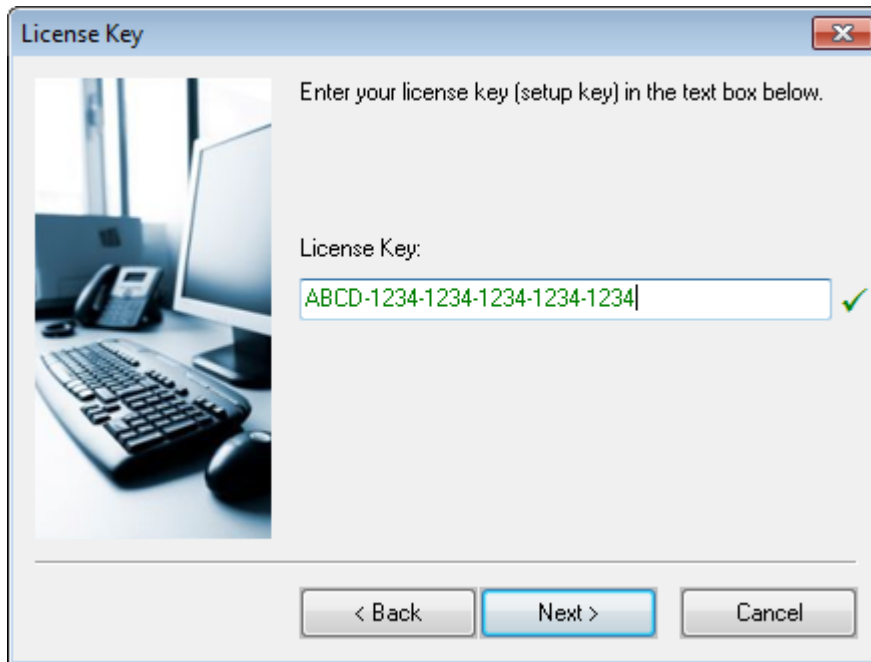 License Key
Enter your license key (setup key) in the text box below.
License Key:
ABCD-1234-1234-1234-1234-1234
< Back
Next >
Cancel